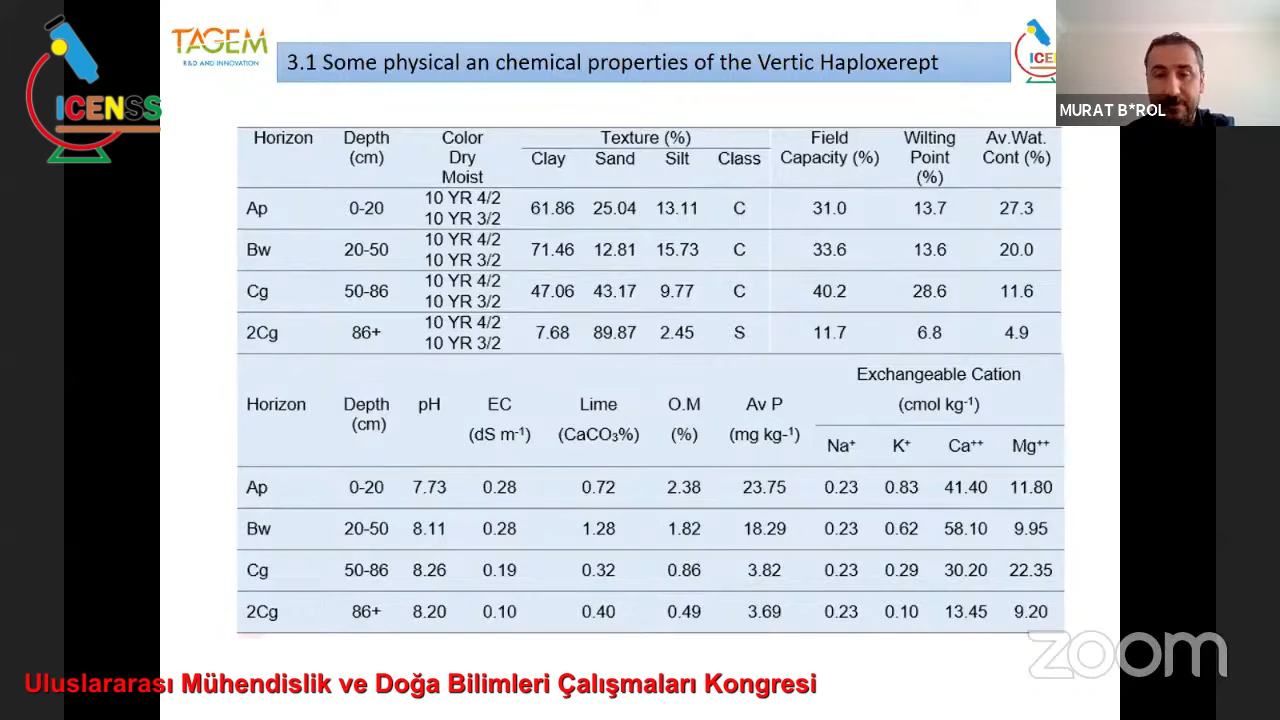 ICENSS
TAGEM
R&D AND INNOVATION
3.1 Some physical an chemical properties of the Vertic Haploxerept
MURAT B*ROL
Horizon Depth (cm) Color Dry Moist Texture (%) Field Capacity (%) Wilting Point (%) Av.Wat. Cont (%)
Clay Sand Silt Class
Ap 0-20 10 YR 4/2 10 YR 3/2 61.86 25.04 13.11 C 31.0 13.7 27.3
Bw 20-50 10 YR 4/2 10 YR 3/2 71.46 12.81 15.73 C 33.6 13.6 20.0
Cg 50-86 10 YR 4/2 10 YR 3/2 47.06 43.17 9.77 C 40.2 28.6 11.6
2Cg 86+ 10 YR 4/2 10 YR 3/2 7.68 89.87 2.45 S 11.7 6.8 4.9
Exchangeable Cation
Horizon Depth (cm) pH EC (dS m⁻¹) Lime (CaCO₃%) O.M (%) Av P (mg kg-¹) (cmol kg⁻¹)
Na⁺ K⁺ Ca⁺⁺ Mg⁺⁺
Ap 0-20 7.73 0.28 0.72 2.38 23.75 0.23 0.83 41.40 11.80
Bw 20-50 8.11 0.28 1.28 1.82 18.29 0.23 0.62 58.10 9.95
Cg 50-86 8.26 0.19 0.32 0.86 3.82 0.23 0.29 30.20 22.35
2Cg 86+ 8.20 0.10 0.40 0.49 3.69 0.23 0.10 13.45 9.20
zoom
Uluslararası Mühendislik ve Doğa Bilimleri Çalışmaları Kongresi